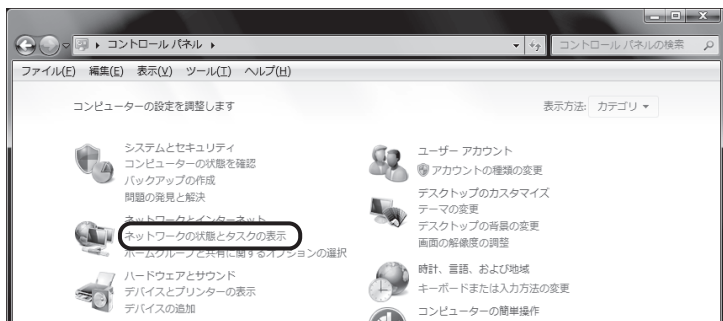 コントロール パネル
コントロール パネルの検索
ファイル(F) 編集(E) 表示(V) ツール(T) ヘルプ(H)
コンピューターの設定を調整します
表示方法: カテゴリ
システムとセキュリティ
コンピューターの状態を確認
バックアップの作成
問題の発見と解決
ネットワークとインターネット
ネットワークの状態とタスクの表示
ホームグループと共有に関するオプションの選択
ハードウェアとサウンド
デバイスとプリンターの表示
デバイスの追加
ユーザー アカウント
アカウントの種類の変更
デスクトップのカスタマイズ
テーマの変更
デスクトップの背景の変更
画面の解像度の調整
時計、言語、および地域
キーボードまたは入力方法の変更
コンピューターの簡単操作